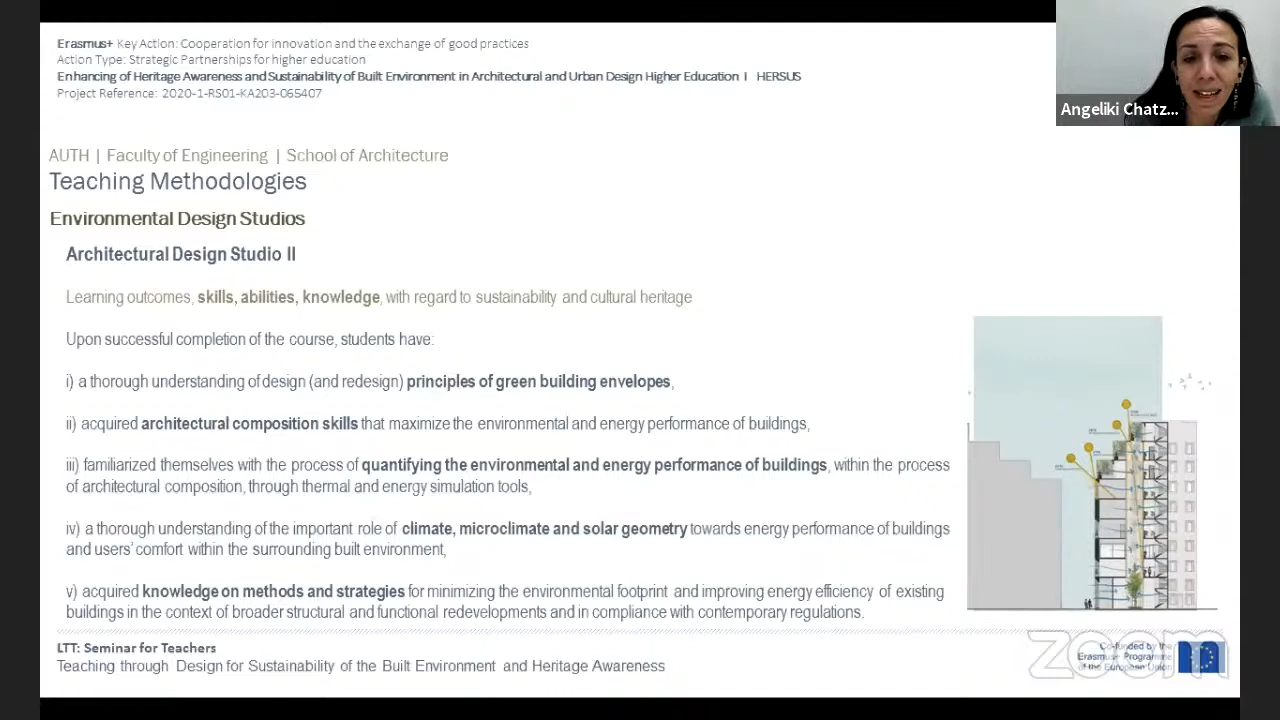 Erasmus+ Key Action: Cooperation for innovation and the exchange of good practices
Action Type: Strategic Partnerships for higher education
Enhancing of Heritage Awareness and Sustainability of Built Environment in Architectural and Urban Design Higher Education I HERSUS
Project Reference: 2020-1-RS01-KA203-065407
Angeliki Chatz...
AUTH | Faculty of Engineering | School of Architecture
Teaching Methodologies
Environmental Design Studios
Architectural Design Studio II
Learning outcomes, skills, abilities, knowledge, with regard to sustainability and cultural heritage
Upon successful completion of the course, students have:
i) a thorough understanding of design (and redesign) principles of green building envelopes,
ii) acquired architectural composition skills that maximize the environmental and energy performance of buildings,
iii) familiarized themselves with the process of quantifying the environmental and energy performance of buildings, within the process
of architectural composition, through thermal and energy simulation tools,
iv) a thorough understanding of the important role of climate, microclimate and solar geometry towards energy performance of buildings
and users' comfort within the surrounding built environment,
v) acquired knowledge on methods and strategies for minimizing the environmental footprint and improving energy efficiency of existing
buildings in the context of broader structural and functional redevelopments and in compliance with contemporary regulations.
LTT: Seminar for Teachers
Teaching through Design for Sustainability of the Built Environment and Heritage Awareness
Co-funded by the
Erasmus+ Programme
of the European Union
zoom